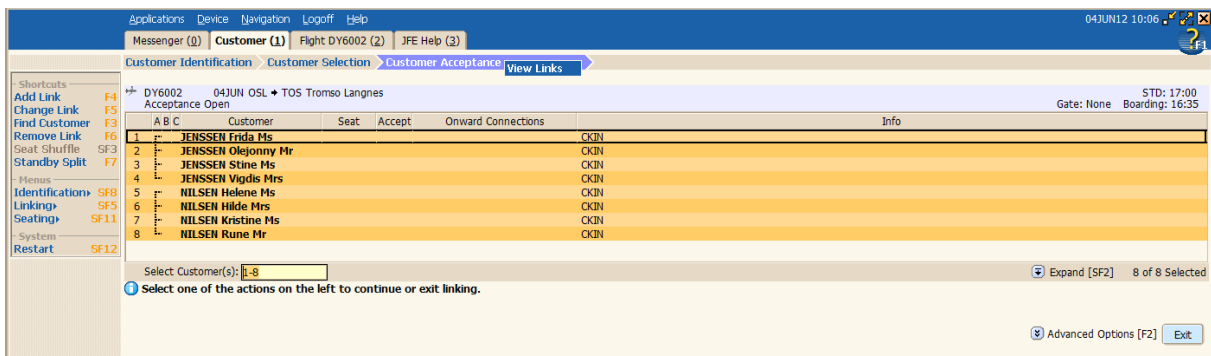 Applications Device Navigation Logoff Help 04JUN12 10:06
Messenger (0) Customer (1) Flight DY6002 (2) JFE Help (3) ?F1
Customer Identification Customer Selection Customer Acceptance View Links
Shortcuts
Add Link F4
Change Link F5
Find Customer F3
Remove Link F6
Seat Shuffle SF3
Standby Split F7
Menus
Identification SF8
Linking SF5
Seating SF11
System
Restart SF12
DY6002 04JUN OSL TOS Tromso Langnes STD: 17:00
Acceptance Open Gate: None Boarding: 16:35
A B C Customer Seat Accept Onward Connections Info
1 JENSSEN Frida Ms CKIN
2 JENSSEN Olejonny Mr CKIN
3 JENSSEN Stine Ms CKIN
4 JENSSEN Vigdis Mrs CKIN
5 NILSEN Helene Ms CKIN
6 NILSEN Hilde Mrs CKIN
7 NILSEN Kristine Ms CKIN
8 NILSEN Rune Mr CKIN
Select Customer(s): 1-8 Expand [SF2] 8 of 8 Selected
Select one of the actions on the left to continue or exit linking.
Advanced Options [F2] Exit